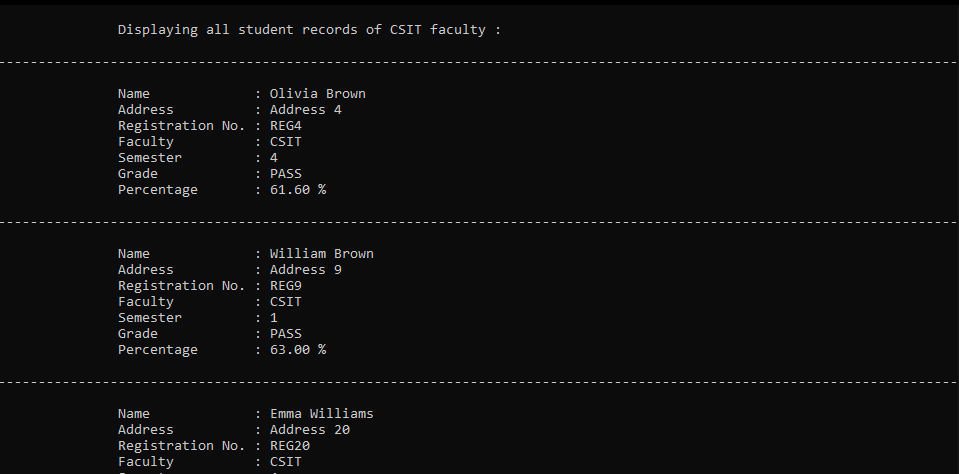 Displaying all student records of CSIT faculty :
--------------------------------------------------------------------------------
Name : Olivia Brown
Address : Address 4
Registration No. : REG4
Faculty : CSIT
Semester : 4
Grade : PASS
Percentage : 61.60 %
--------------------------------------------------------------------------------
Name : William Brown
Address : Address 9
Registration No. : REG9
Faculty : CSIT
Semester : 1
Grade : PASS
Percentage : 63.00 %
--------------------------------------------------------------------------------
Name : Emma Williams
Address : Address 20
Registration No. : REG20
Faculty : CSIT